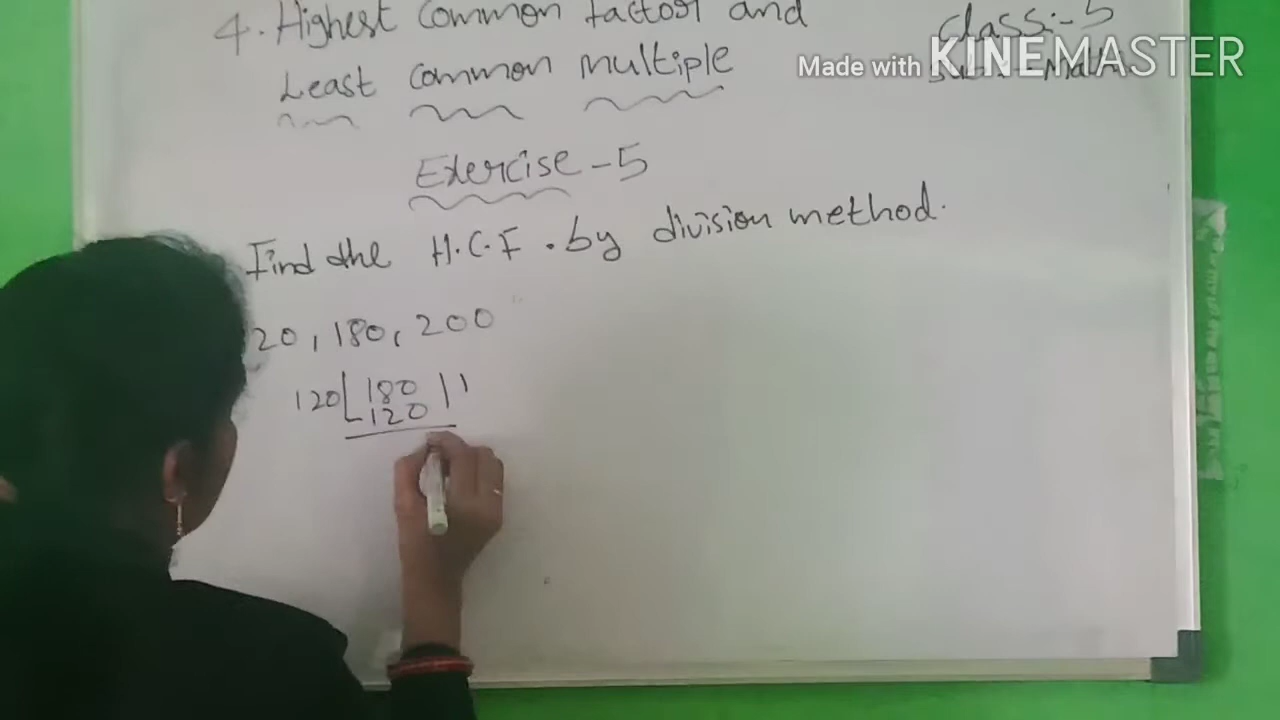 4. Highest Common factor and
Class:- 5
Least common multiple
Made with KINEMASTER
Exercise - 5
Find the H.C.F. by division method.
20, 180, 200
120 180 1
120